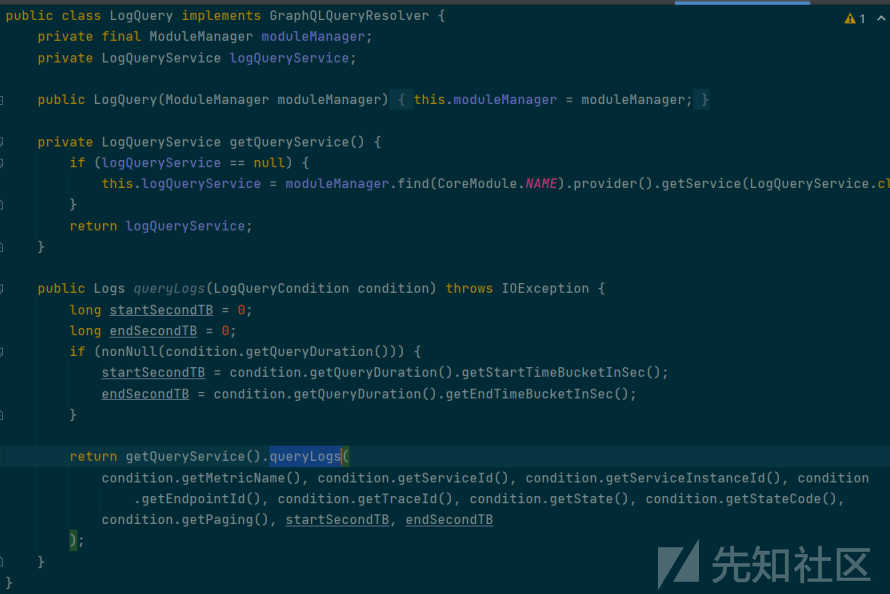 public class LogQuery implements GraphQLQueryResolver {
1
private final ModuleManager moduleManager;
private LogQueryService logQueryService;
public LogQuery(ModuleManager moduleManager) { this.moduleManager = moduleManager; }
private LogQueryService getQueryService() {
if (logQueryService == null) {
this.logQueryService = moduleManager.find(CoreModule.NAME).provider().getService(LogQueryService.cl
}
return logQueryService;
}
public Logs queryLogs(LogQueryCondition condition) throws IOException {
long startSecondTB = 0;
long endSecondTB = 0;
if (nonNull(condition.getQueryDuration())) {
startSecondTB = condition.getQueryDuration().getStartTimeBucketInSec();
endSecondTB = condition.getQueryDuration().getEndTimeBucketInSec();
}
return getQueryService().queryLogs(
condition.getMetricName(), condition.getServiceId(), condition.getServiceInstanceId(), condition
.getEndpointId(), condition.getTraceId(), condition.getState(), condition.getStateCode(),
condition.getPaging(), startSecondTB, endSecondTB
);
}
}
先知社区